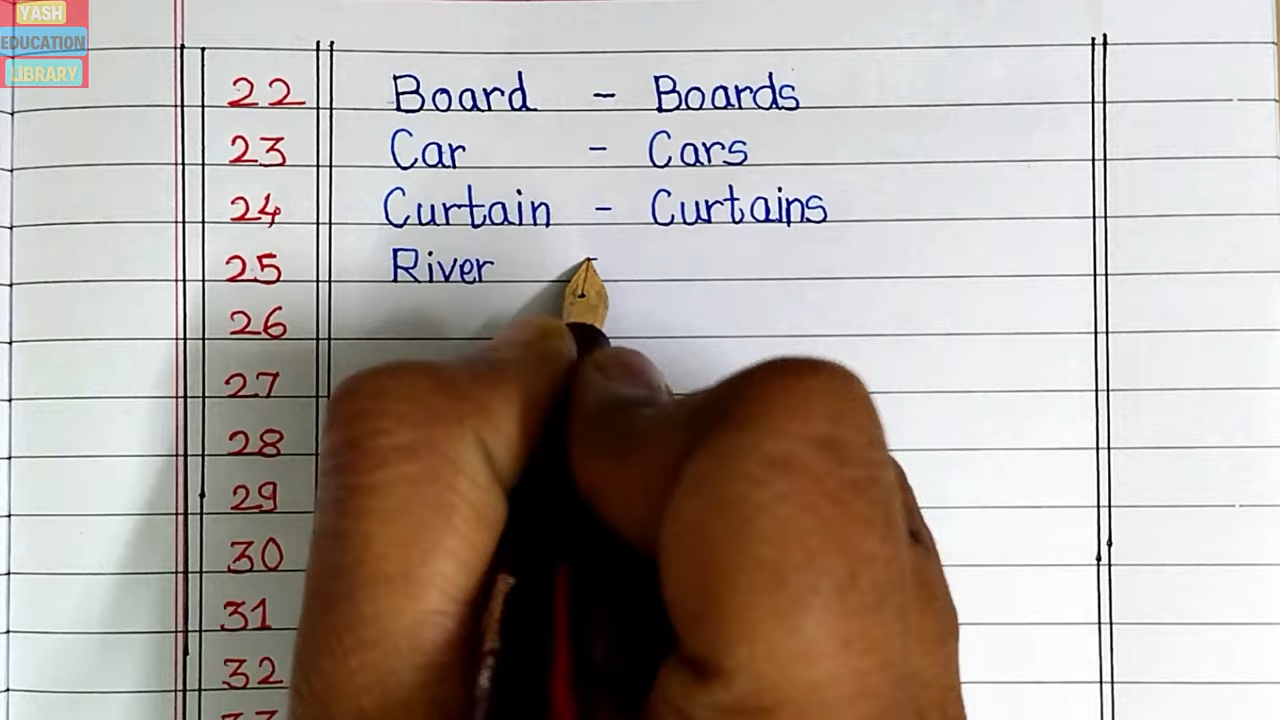 YASH
EDUCATION
LIBRARY
22 Board - Boards
23 Car - Cars
24 Curtain - Curtains
25 River -
26
27
28
29
30
31
32